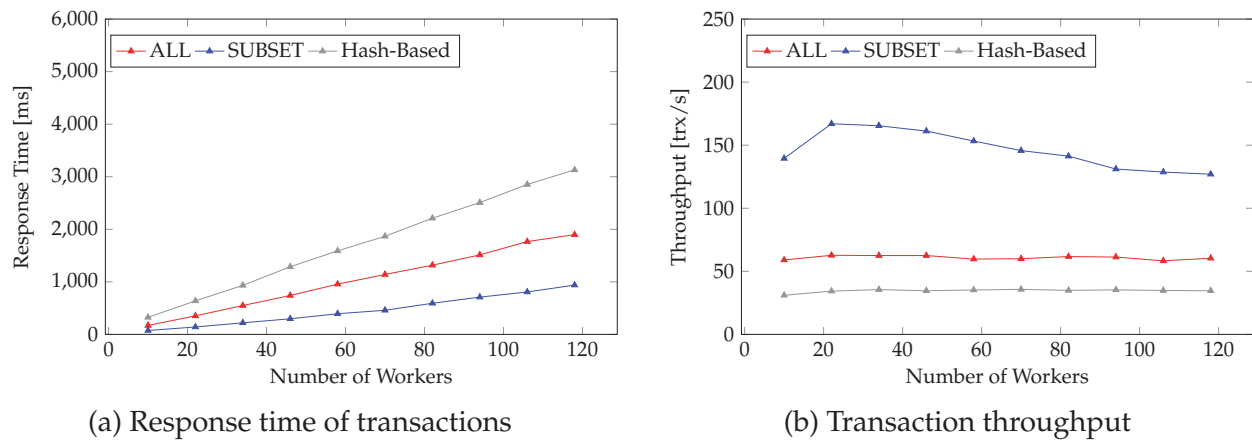 6,000
5,000
4,000
3,000
2,000
1,000
0
Response Time [ms]
ALL SUBSET Hash-Based
0 20 40 60 80 100 120
Number of Workers
(a) Response time of transactions
250
200
150
100
50
0
Throughput [trx/s]
ALL SUBSET Hash-Based
0 20 40 60 80 100 120
Number of Workers
(b) Transaction throughput